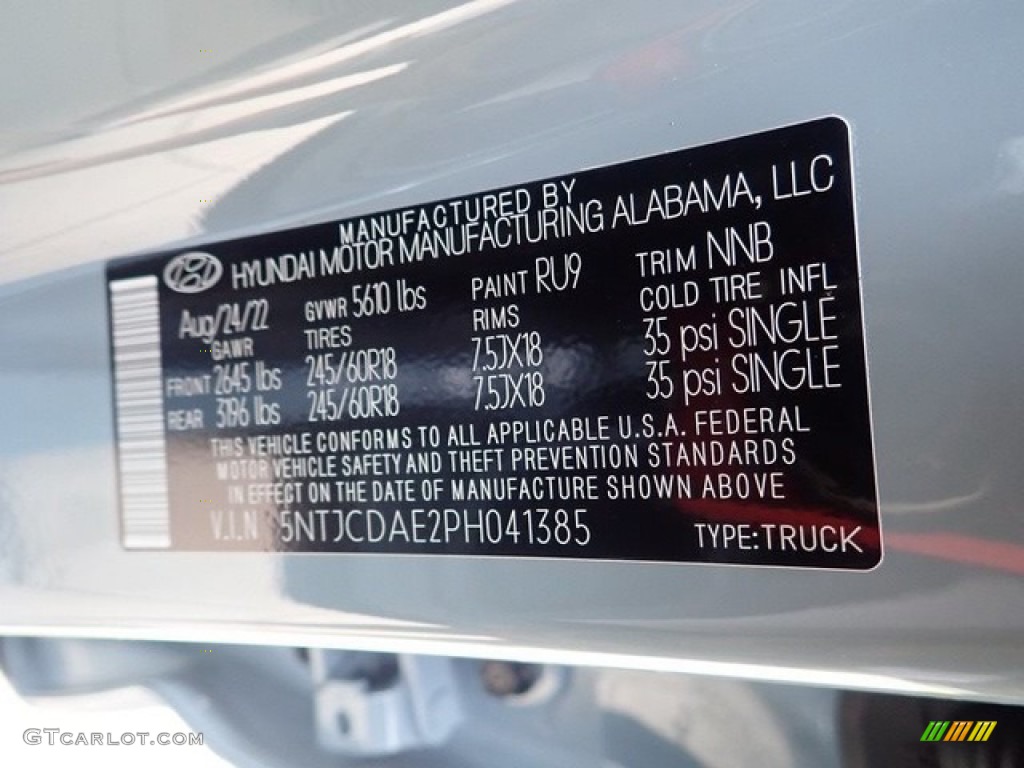 MANUFACTURED BY
HYUNDAI MOTOR MANUFACTURING ALABAMA, LLC
Aug/24/22 GVWR 5610 lbs PAINT RU9 TRIM NNB
GAWR TIRES RIMS COLD TIRE INFL
FRONT 2645 lbs 245/60R18 7.5JX18 35 psi SINGLE
REAR 3196 lbs 245/60R18 7.5JX18 35 psi SINGLE
THIS VEHICLE CONFORMS TO ALL APPLICABLE U.S.A. FEDERAL
MOTOR VEHICLE SAFETY AND THEFT PREVENTION STANDARDS
IN EFFECT ON THE DATE OF MANUFACTURE SHOWN ABOVE
V.I.N 5NTJCDAE2PH041385 TYPE:TRUCK
GTCARLOT.COM